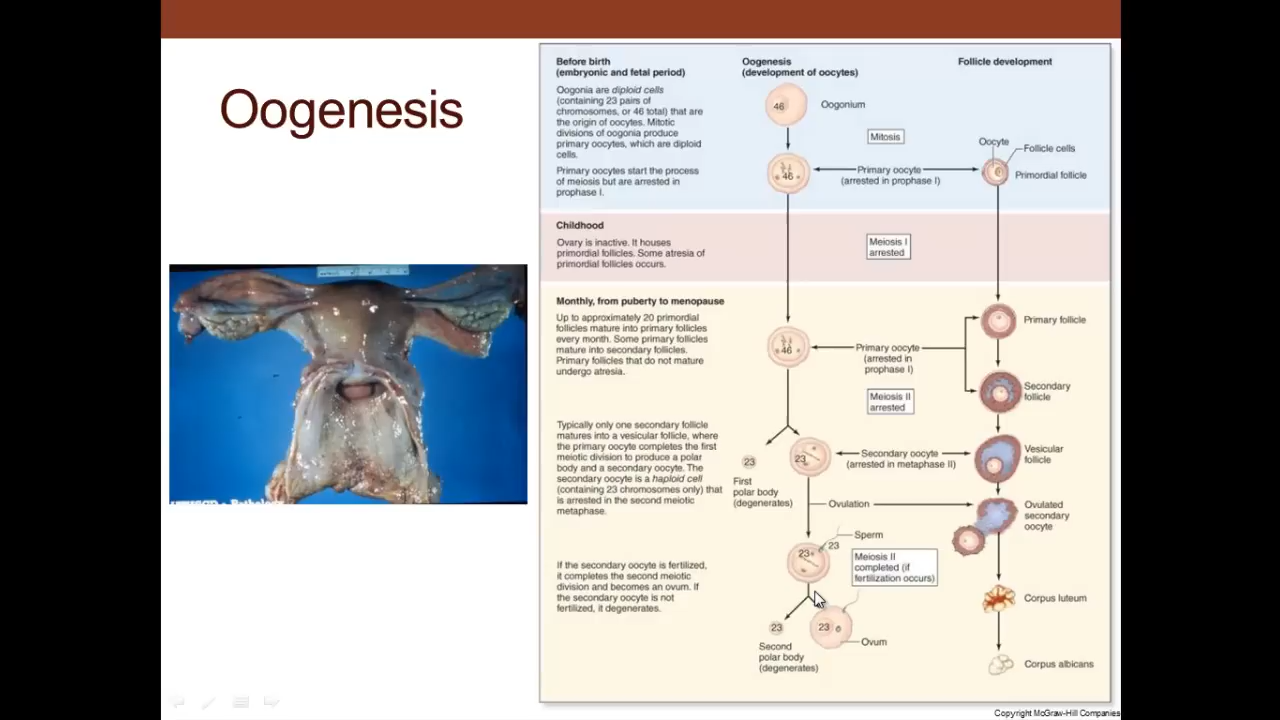 Oogenesis
Before birth
(embryonic and fetal period)
Oogonia are diploid cells
(containing 23 pairs of
chromosomes, or 46 total) that are
the origin of oocytes. Mitotic
divisions of oogonia produce
primary oocytes, which are diploid
cells.
Primary oocytes start the process
of meiosis but are arrested in
prophase I.
Oogenesis
(development of oocytes)
46
Oogonium
Mitosis
46
Primary oocyte
(arrested in prophase I)
Follicle development
Oocyte
Follicle cells
Primordial follicle
Childhood
Ovary is inactive. It houses
primordial follicles. Some atresia of
primordial follicles occurs.
Meiosis I
arrested
Monthly, from puberty to menopause
Up to approximately 20 primordial
follicles mature into primary follicles
every month. Some primary follicles
mature into secondary follicles.
Primary follicles that do not mature
undergo atresia.
46
Primary oocyte
(arrested in
prophase I)
Primary follicle
Meiosis II
arrested
Secondary
follicle
Typically only one secondary follicle
matures into a vesicular follicle, where
the primary oocyte completes the first
meiotic division to produce a polar
body and a secondary oocyte. The
secondary oocyte is a haploid cell
(containing 23 chromosomes only) that
is arrested in the second meiotic
metaphase.
23
First
polar body
(degenerates)
23
Secondary oocyte
(arrested in metaphase II)
Vesicular
follicle
Ovulation
Ovulated
secondary
oocyte
Sperm
23
23
Meiosis II
completed (if
fertilization occurs)
If the secondary oocyte is fertilized,
it completes the second meiotic
division and becomes an ovum. If
the secondary oocyte is not
fertilized, it degenerates.
Corpus luteum
23
Second
polar body
(degenerates)
23
Ovum
Corpus albicans
Copyright McGraw-Hill Companies